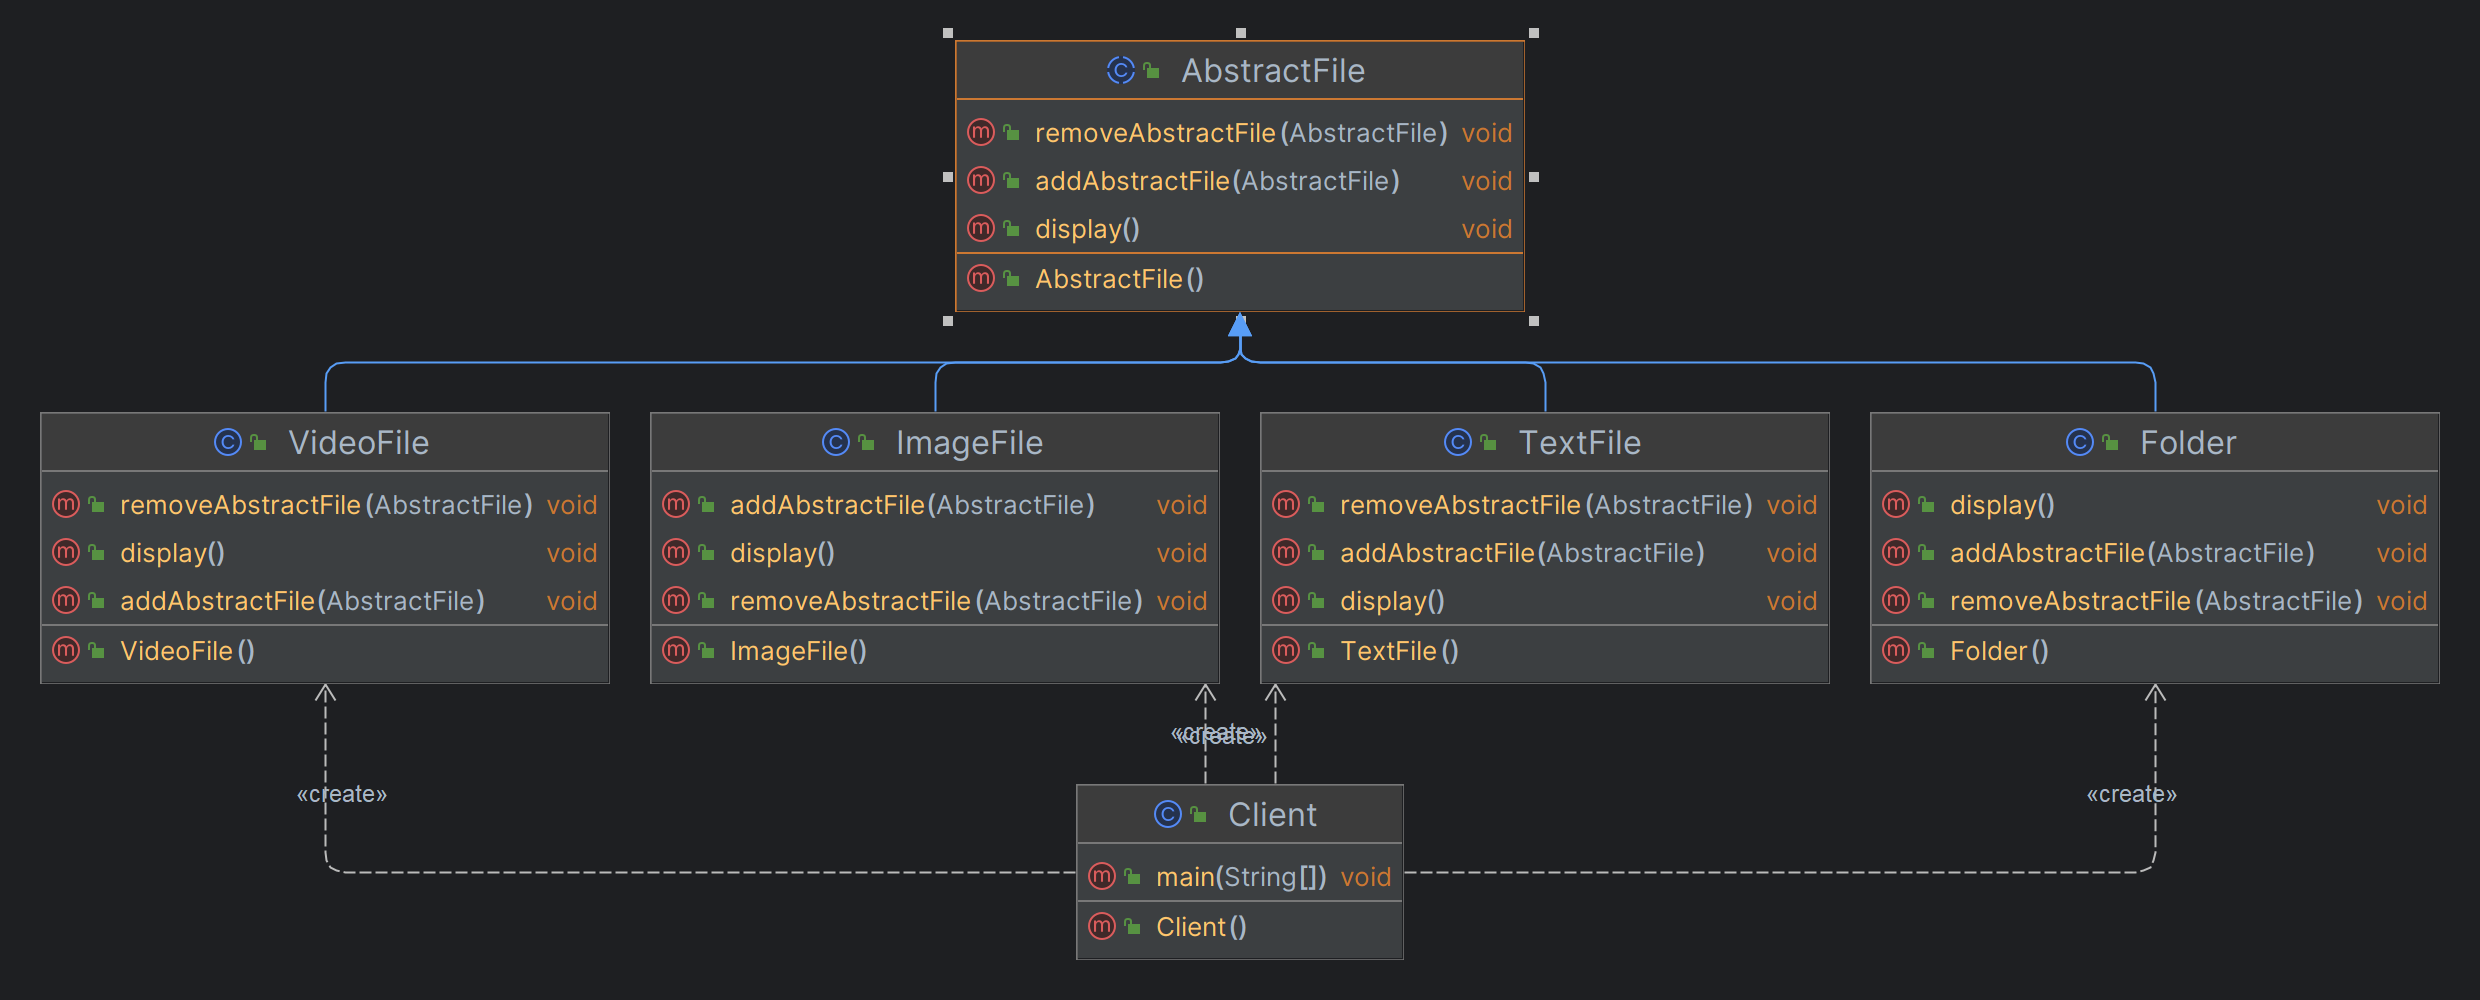 AbstractFile
removeAbstractFile(AbstractFile) void
addAbstractFile(AbstractFile) void
display() void
AbstractFile()
VideoFile
removeAbstractFile(AbstractFile) void
display() void
addAbstractFile(AbstractFile) void
VideoFile()
ImageFile
addAbstractFile(AbstractFile) void
display() void
removeAbstractFile(AbstractFile) void
ImageFile()
TextFile
removeAbstractFile(AbstractFile) void
addAbstractFile(AbstractFile) void
display() void
TextFile()
Folder
display() void
addAbstractFile(AbstractFile) void
removeAbstractFile(AbstractFile) void
Folder()
«create»
«create»
«create»
«create»
Client
main(String[]) void
Client()